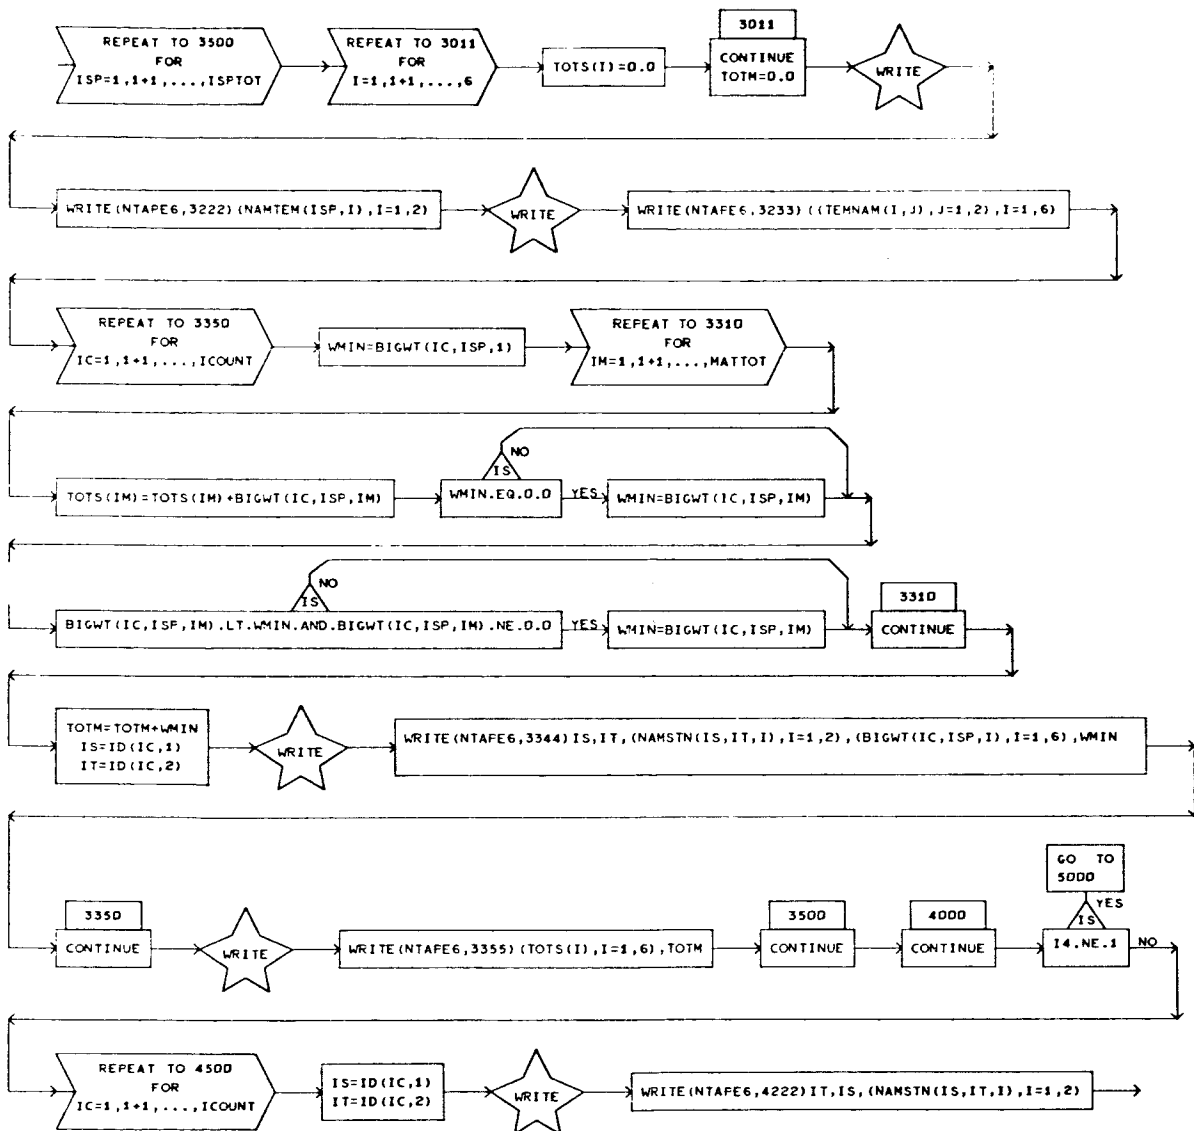 REPEAT TO 3500
FOR
ISP=1,1+1,...,ISPTOT
REPEAT TO 3011
FOR
I=1,1+1,...,6
TOTS(I)=0.0
3011
CONTINUE
TOTM=0.0
WRITE
WRITE(NTAPE6,3222)(NAMTEM(ISP,I),I=1,2)
WRITE
WRITE(NTAFE6,3233)((TEMNAM(I,J),J=1,2),I=1,6)
REPEAT TO 3350
FOR
IC=1,1+1,...,ICOUNT
WMIN=BIGWT(IC,ISP,1)
REPEAT TO 3310
FOR
IM=1,1+1,...,MATTOT
TOTS(IM)=TOTS(IM)+BIGWT(IC,ISP,IM)
NO
IS
WMIN.EQ.0.0
YES
WMIN=BIGWT(IC,ISP,IM)
NO
IS
BIGWT(IC,ISP,IM).LT.WMIN.AND.BIGWT(IC,ISP,IM).NE.0.0
YES
WMIN=BIGWT(IC,ISP,IM)
3310
CONTINUE
TOTM=TOTM+WMIN
IS=ID(IC,1)
IT=ID(IC,2)
WRITE
WRITE(NTAFE6,3344)IS,IT,(NAMSTN(IS,IT,I),I=1,2),(BIGWT(IC,ISP,I),I=1,6),WMIN
3350
CONTINUE
WRITE
WRITE(NTAFE6,3355)(TOTS(I),I=1,6),TOTM
3500
CONTINUE
4000
CONTINUE
GO TO
5000
YES
IS
I4.NE.1
NO
REPEAT TO 4500
FOR
IC=1,1+1,...,ICOUNT
IS=ID(IC,1)
IT=ID(IC,2)
WRITE
WRITE(NTAFE6,4222)IT,IS,(NAMSTN(IS,IT,I),I=1,2)